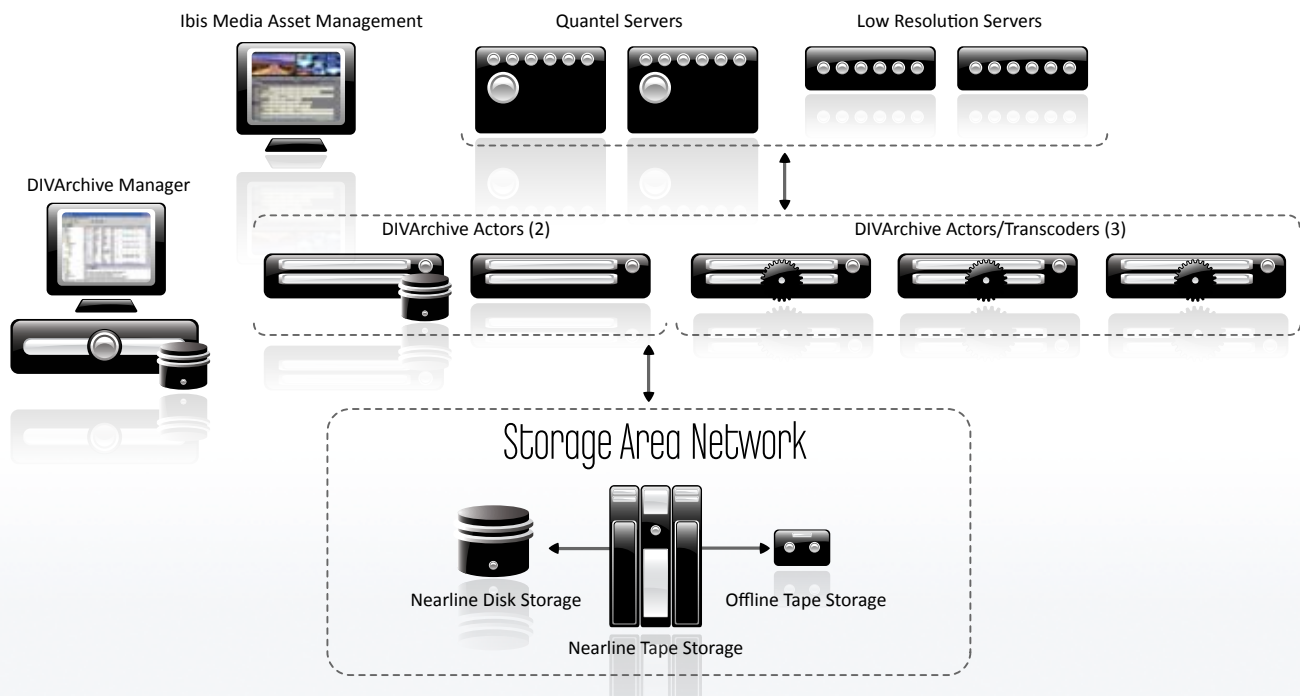 Ibis Media Asset Management
Quantel Servers
Low Resolution Servers
DIVArchive Manager
DIVArchive Actors (2)
DIVArchive Actors/Transcoders (3)
Storage Area Network
Nearline Disk Storage
Offline Tape Storage
Nearline Tape Storage